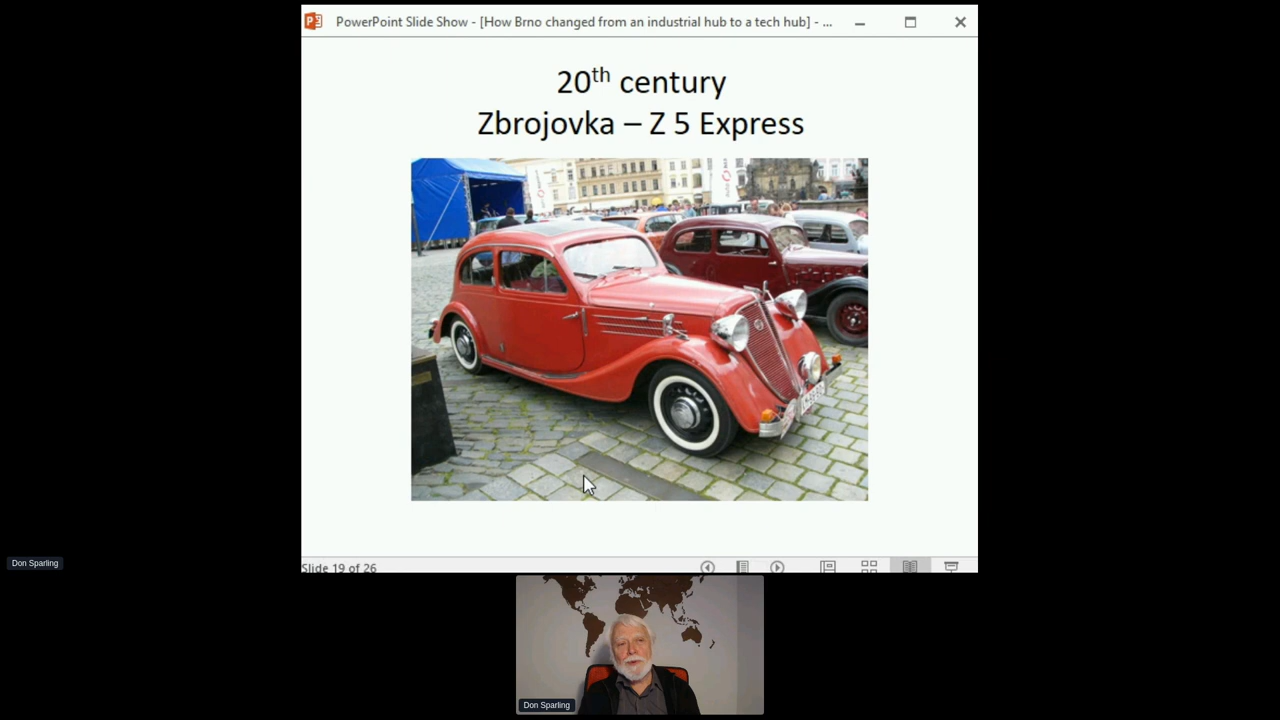 PowerPoint Slide Show - [How Brno changed from an industrial hub to a tech hub] - ...
20th century
Zbrojovka – Z 5 Express
Don Sparling
Slide 19 of 26
Don Sparling